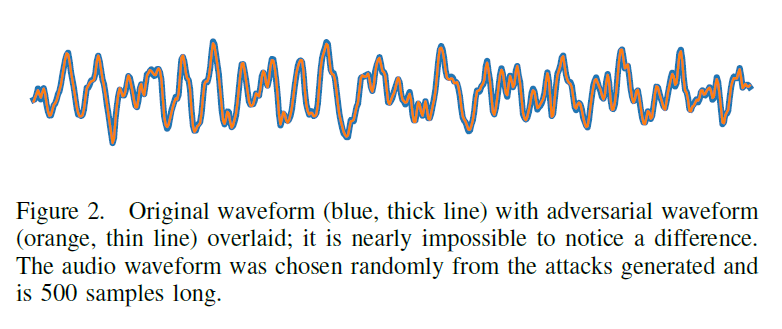 Figure 2. Original waveform (blue, thick line) with adversarial waveform
(orange, thin line) overlaid; it is nearly impossible to notice a difference.
The audio waveform was chosen randomly from the attacks generated and
is 500 samples long.